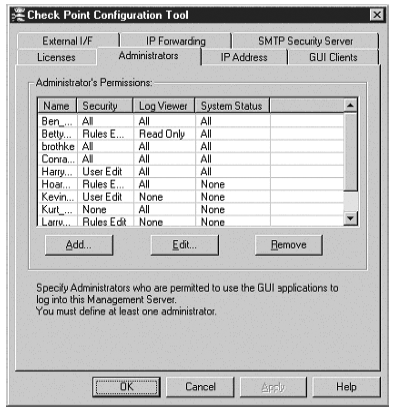 Check Point Configuration Tool
External I/F IP Forwarding SMTP Security Server
Licenses Administrators IP Address GUI Clients
Administrator's Permissions:
Name Security Log Viewer System Status
Ben_... All All All
Betty... Rules E... Read Only All
brothke All All All
Conra... All All All
Harry... User Edit All All
Hoar... Rules E... All None
Kevin... User Edit None None
Kurt_... None All None
Larry... Rules Edit None None
Add... Edit... Remove
Specify Administrators who are permitted to use the GUI applications to
log into this Management Server.
You must define at least one administrator.
OK Cancel Apply Help